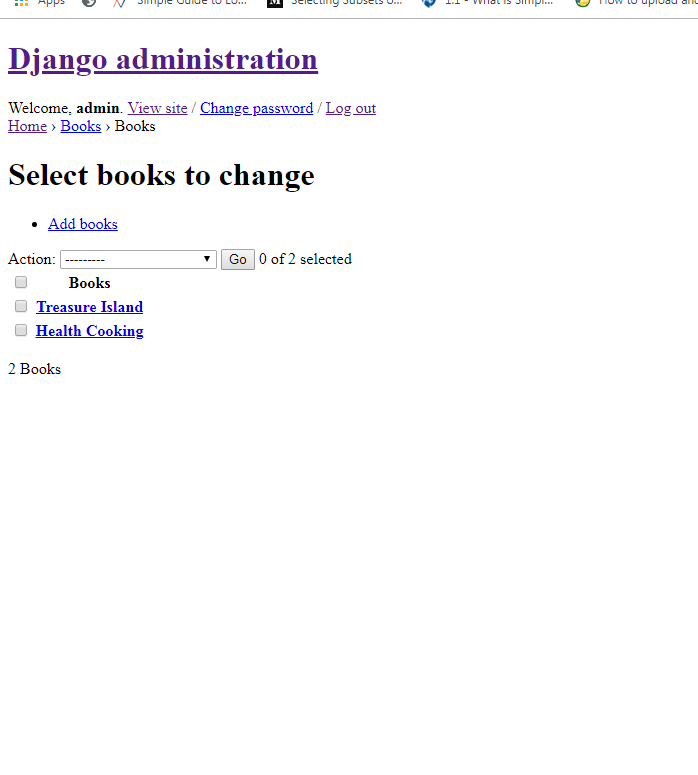 Apps Simple Guide to Lo... Selecting Subsets o... 1.1 - What is Simpl... How to upload and
Django administration
Welcome, admin. View site / Change password / Log out
Home › Books › Books
Select books to change
• Add books
Action: --------- Go 0 of 2 selected
Books
Treasure Island
Health Cooking
2 Books